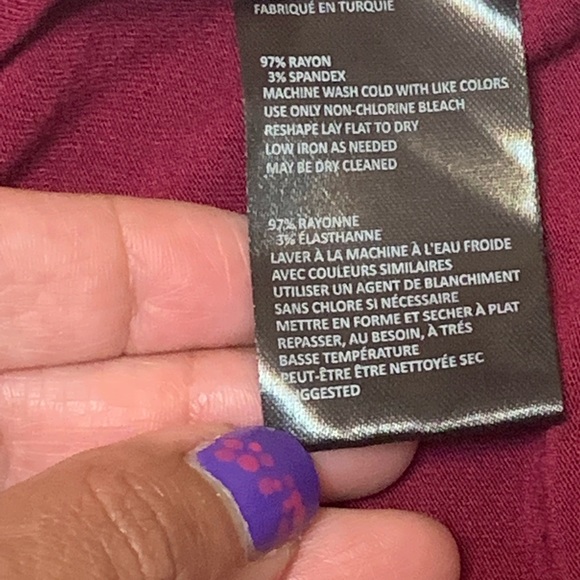 FABRIQUÉ EN TURQUIE
97% RAYON
3% SPANDEX
MACHINE WASH COLD WITH LIKE COLORS
USE ONLY NON-CHLORINE BLEACH
RESHAPE LAY FLAT TO DRY
LOW IRON AS NEEDED
MAY BE DRY CLEANED
97% RAYONNE
3% ÉLASTHANNE
LAVER À LA MACHINE À L'EAU FROIDE
AVEC COULEURS SIMILAIRES
UTILISER UN AGENT DE BLANCHIMENT
SANS CHLORE SI NÉCESSAIRE
METTRE EN FORME ET SECHER À PLAT
REPASSER, AU BESOIN, À TRÉS
BASSE TEMPÉRATURE
PEUT-ÊTRE ÊTRE NETTOYÉE SEC